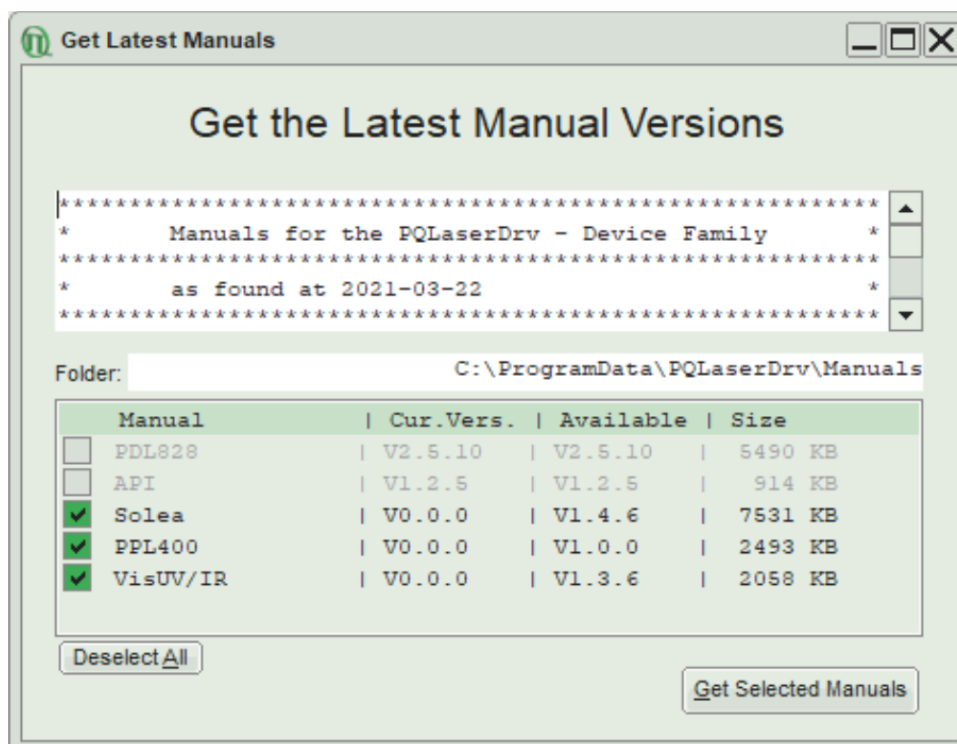 Get Latest Manuals
Get the Latest Manual Versions
**********************************************************
* Manuals for the PQLaserDrv - Device Family *
**********************************************************
* as found at 2021-03-22 *
**********************************************************
Folder: C:\ProgramData\PQLaserDrv\Manuals
Manual | Cur.Vers. | Available | Size
PDL828 | V2.5.10 | V2.5.10 | 5490 KB
API | V1.2.5 | V1.2.5 | 914 KB
Solea | V0.0.0 | V1.4.6 | 7531 KB
PPL400 | V0.0.0 | V1.0.0 | 2493 KB
VisUV/IR | V0.0.0 | V1.3.6 | 2058 KB
Deselect All
Get Selected Manuals